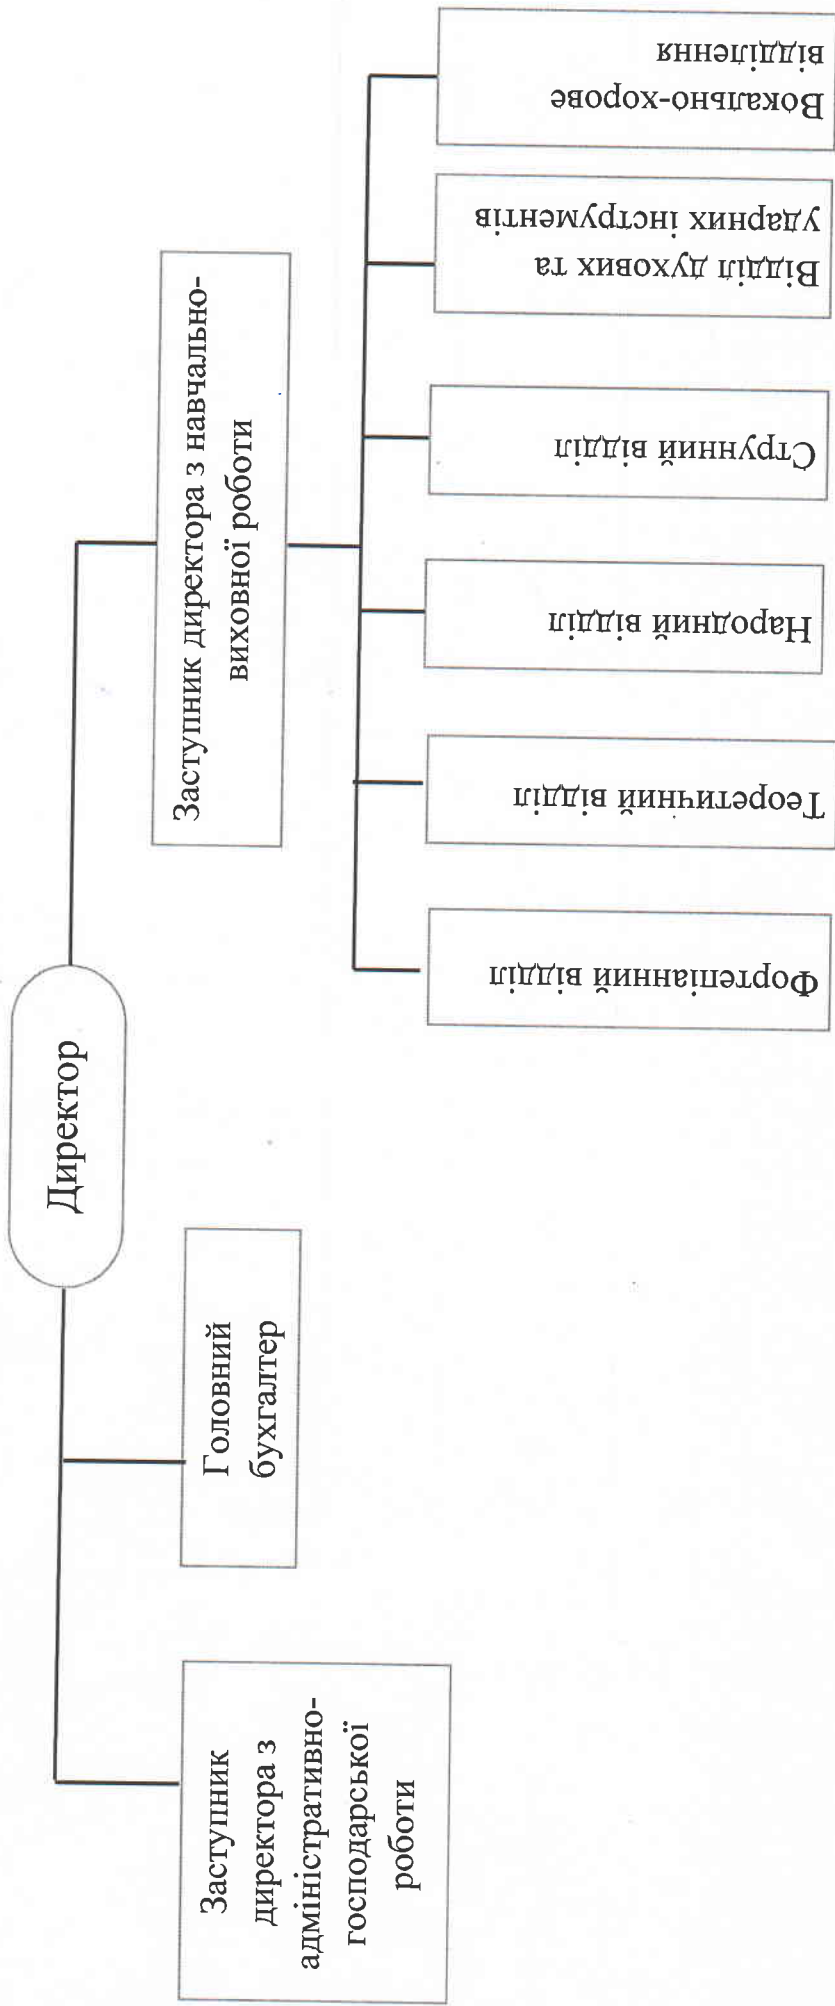 Директор
Заступник
директора з
адміністративно-
господарської
роботи
Головний
бухгалтер
Заступник директора з навчально-
виховної роботи
Фортепіанний відділ
Теоретичний відділ
Народний відділ
Струнний відділ
Відділ духових та
ударних інструментів
Вокально-хорове
відділення